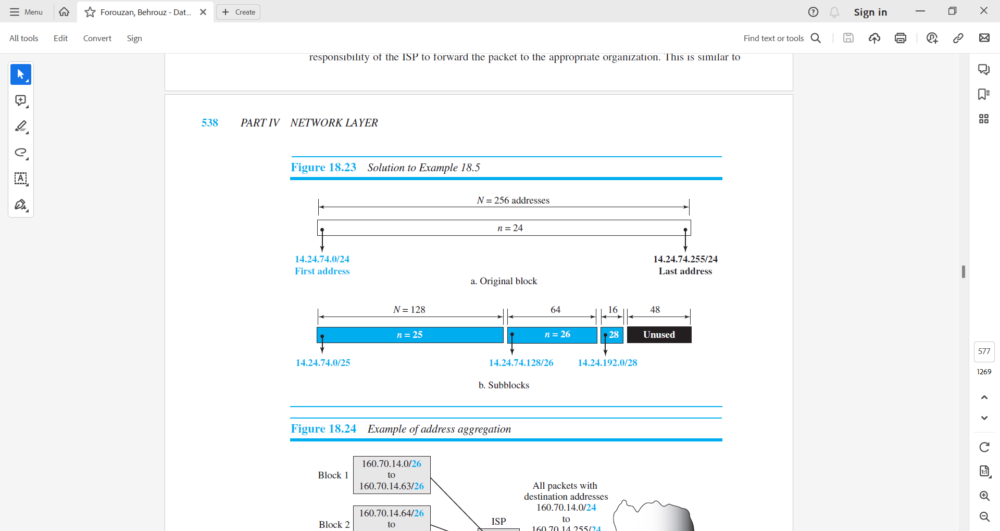 Menu
Forouzan, Behrouz - Dat...
Create
Sign in
All tools
Edit
Convert
Sign
Find text or tools
responsibility of the ISP to forward the packet to the appropriate organization. This is similar to
538 PART IV NETWORK LAYER
Figure 18.23 Solution to Example 18.5
N = 256 addresses
n = 24
14.24.74.0/24
First address
14.24.74.255/24
Last address
a. Original block
N = 128
64
16
48
n = 25
n = 26
28
Unused
14.24.74.0/25
14.24.74.128/26
14.24.192.0/28
b. Subblocks
Figure 18.24 Example of address aggregation
Block 1
160.70.14.0/26
to
160.70.14.63/26
Block 2
160.70.14.64/26
to
ISP
All packets with
destination addresses
160.70.14.0/24
to
160.70.14.255/24
577
1269
1:1